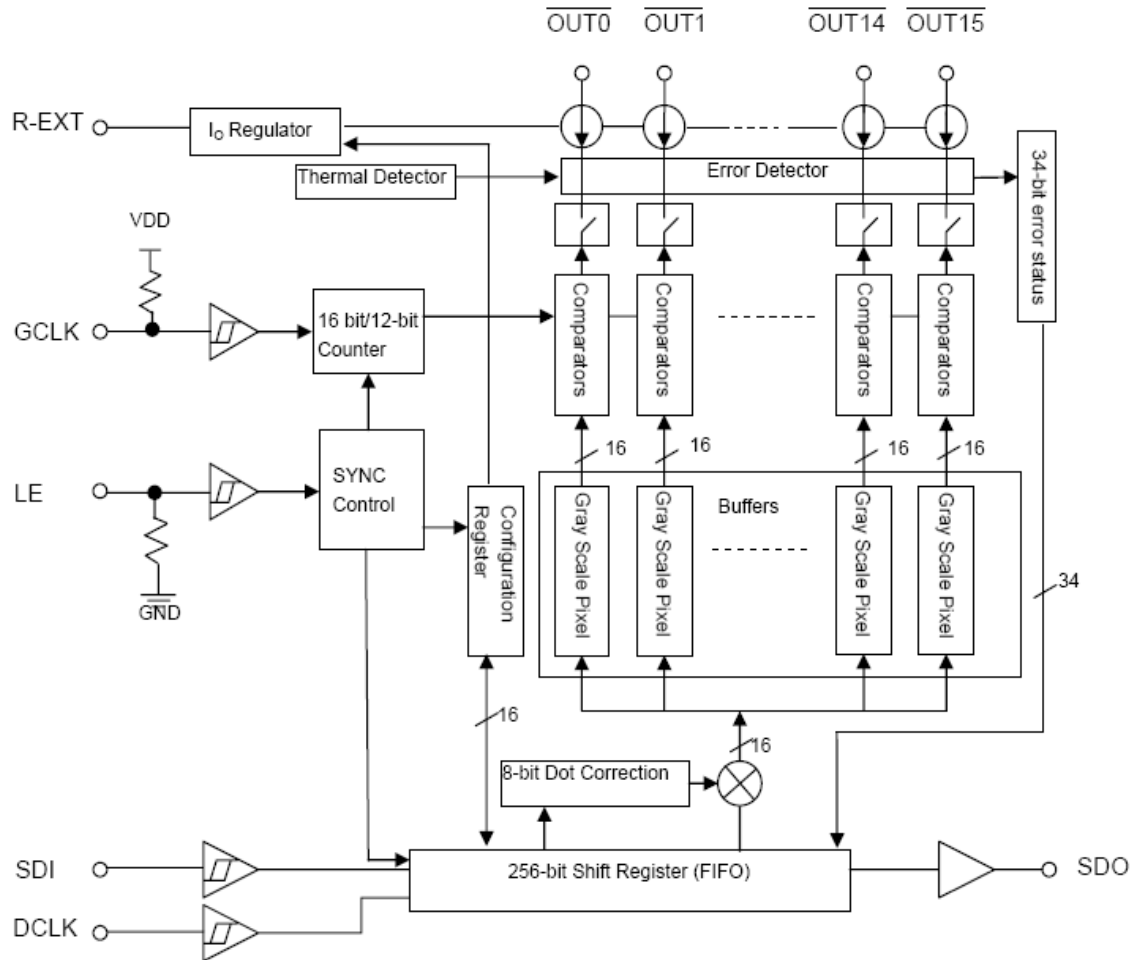 OUT0
OUT1
OUT14
OUT15
R-EXT
IO Regulator
Thermal Detector
Error Detector
34-bit error status
VDD
GCLK
16 bit/12-bit
Counter
Comparators
Comparators
Comparators
Comparators
16
16
16
16
LE
SYNC
Control
GND
Configuration
Register
Gray Scale Pixel
Gray Scale Pixel
Buffers
Gray Scale Pixel
Gray Scale Pixel
34
16
16
8-bit Dot Correction
SDI
256-bit Shift Register (FIFO)
SDO
DCLK